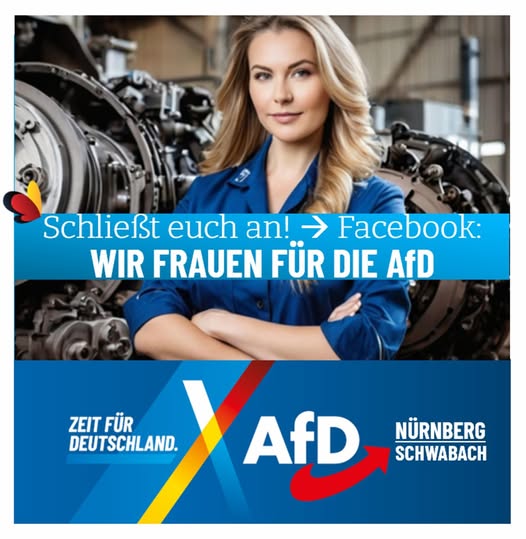 Schließt euch an! → Facebook:
WIR FRAUEN FÜR DIE AfD
ZEIT FÜR
DEUTSCHLAND.
AfD
NÜRNBERG
SCHWABACH